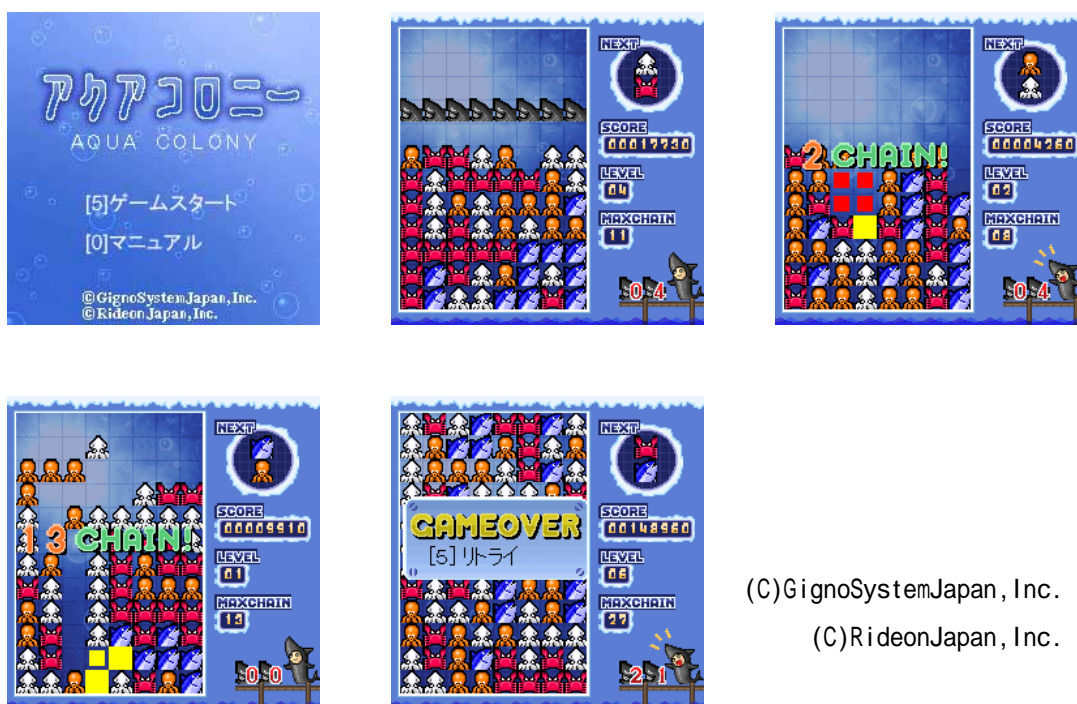 アクアコロニー
AQUA COLONY
[5]ゲームスタート
[0]マニュアル
©GignoSystemJapan,Inc.
©RideonJapan,Inc.
NEXT
SCORE
00017730
LEVEL
04
MAXCHAIN
11
04
2 CHAIN!
NEXT
SCORE
00004260
LEVEL
02
MAXCHAIN
08
04
13 CHAIN!
NEXT
SCORE
00009910
LEVEL
01
MAXCHAIN
13
00
GAMEOVER
[5]リトライ
NEXT
SCORE
00148960
LEVEL
06
MAXCHAIN
27
21
(C)GignoSystemJapan,Inc.
(C)RideonJapan,Inc.